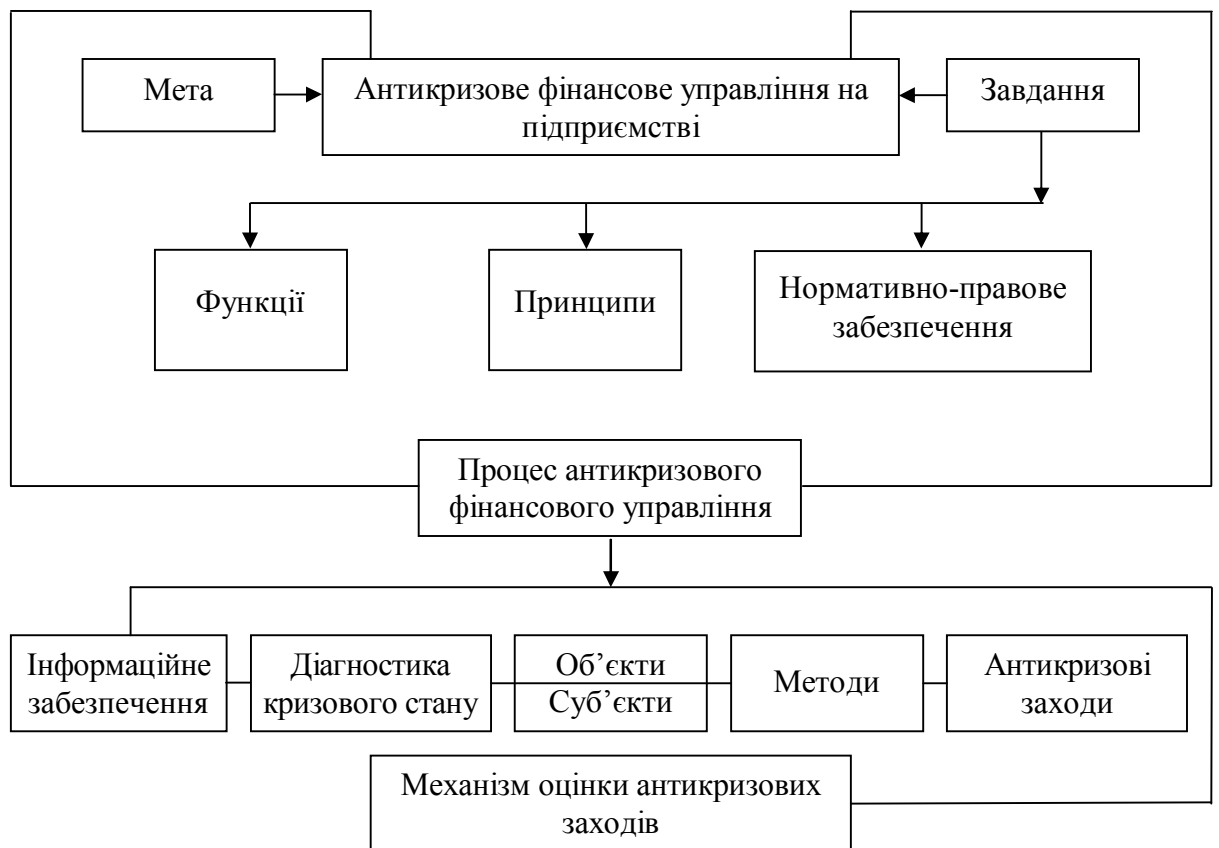 Мета
Антикризове фінансове управління на
підприємстві
Завдання
Функції
Принципи
Нормативно-правове
забезпечення
Процес антикризового
фінансового управління
Інформаційне
забезпечення
Діагностика
кризового стану
Об’єкти
Суб’єкти
Методи
Антикризові
заходи
Механізм оцінки антикризових
заходів